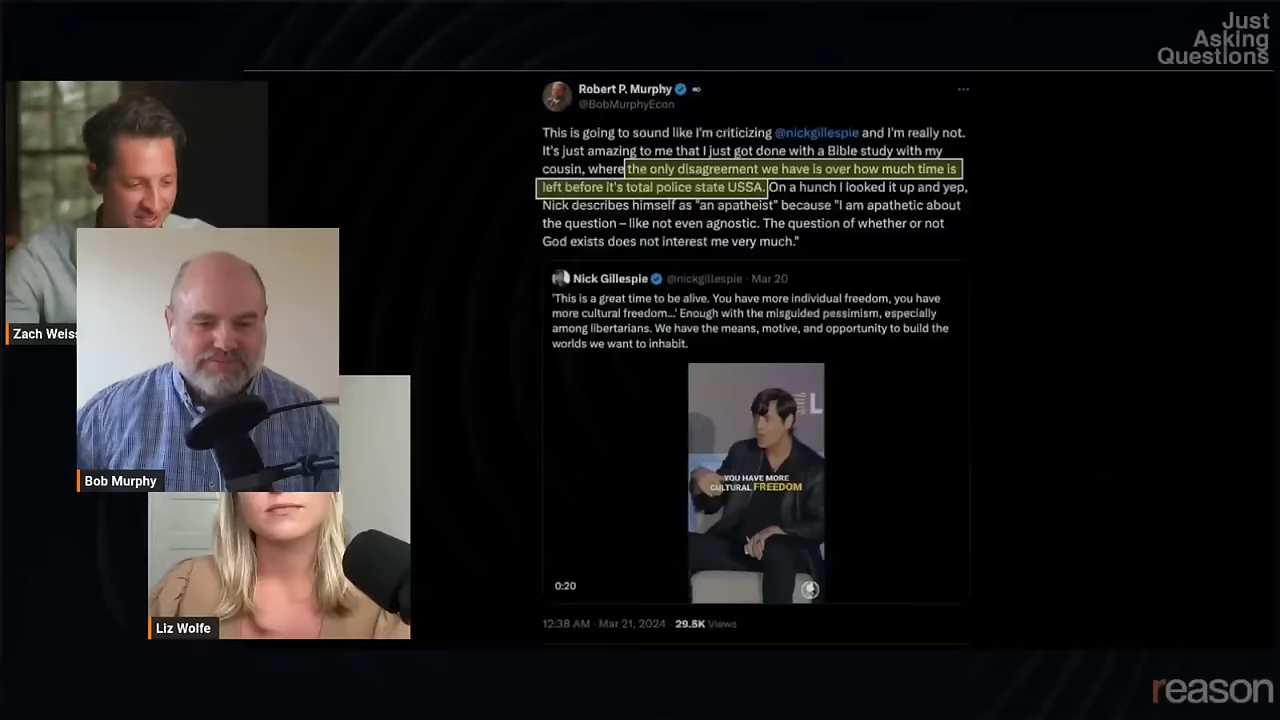 Just
Asking
Questions
Robert P. Murphy
@BobMurphyEcon
This is going to sound like I'm criticizing @nickgillespie and I'm really not.
It's just amazing to me that I just got done with a Bible study with my
cousin, where the only disagreement we have is over how much time is
left before it's total police state USSA. On a hunch I looked it up and yep,
Nick describes himself as "an apatheist" because "I am apathetic about
the question – like not even agnostic. The question of whether or not
God exists does not interest me very much."
Nick Gillespie @nickgillespie · Mar 20
'This is a great time to be alive. You have more individual freedom, you have
more cultural freedom...' Enough with the misguided pessimism, especially
among libertarians. We have the means, motive, and opportunity to build the
worlds we want to inhabit.
YOU HAVE MORE
CULTURAL FREEDOM
0:20
12:38 AM · Mar 21, 2024 · 29.5K Views
Zach Weiss
Bob Murphy
Liz Wolfe
reason